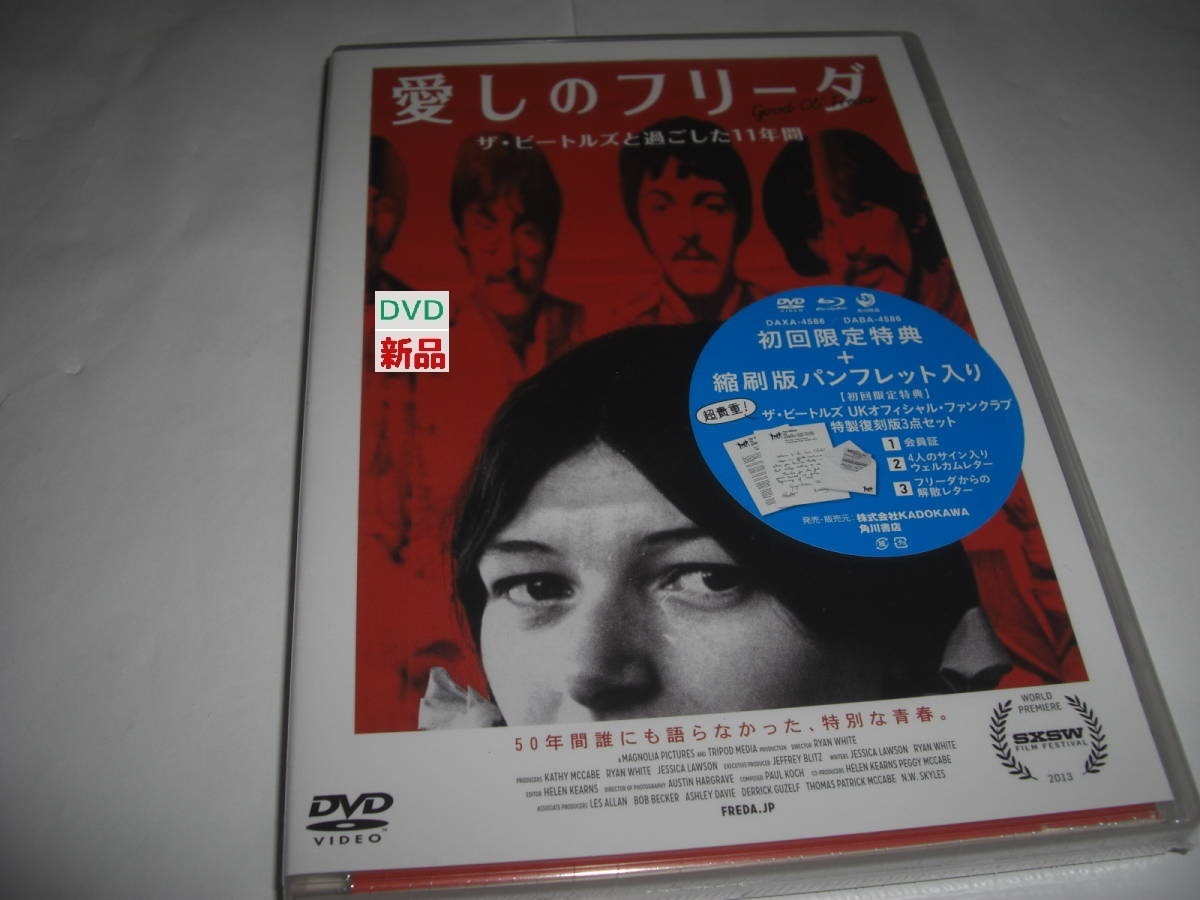 愛しのフリーダ
Good Ol' Freda
ザ・ビートルズと過ごした11年間
DVD
新品
DVD VIDEO Blu-ray Disc
DAXA-4586 DABA-4586
初回限定特典
+
縮刷版パンフレット入り
【初回限定特典】
超貴重!
ザ・ビートルズ UKオフィシャル・ファンクラブ
特製復刻版3点セット
1 会員証
2 4人のサイン入り
ウェルカムレター
3 フリーダからの
解散レター
発売・販売元:株式会社KADOKAWA
角川書店
50年間誰にも語らなかった、特別な青春。
A MAGNOLIA PICTURES AND TRIPOD MEDIA PRODUCTION DIRECTOR RYAN WHITE
PRODUCERS KATHY MCCABE RYAN WHITE JESSICA LAWSON EXECUTIVE PRODUCER JEFFREY BLITZ WRITERS JESSICA LAWSON RYAN WHITE
EDITOR HELEN KEARNS DIRECTOR OF PHOTOGRAPHY AUSTIN HARGRAVE COMPOSER PAUL KOCH CO-PRODUCERS HELEN KEARNS PEGGY MCCABE
ASSOCIATE PRODUCERS LES ALLAN BOB BECKER ASHLEY DAVIE DERRICK GUZELF THOMAS PATRICK MCCABE N.W. SKYLES
FREDA.JP
WORLD
PREMIERE
SXSW
FILM FESTIVAL
2013
DVD
VIDEO